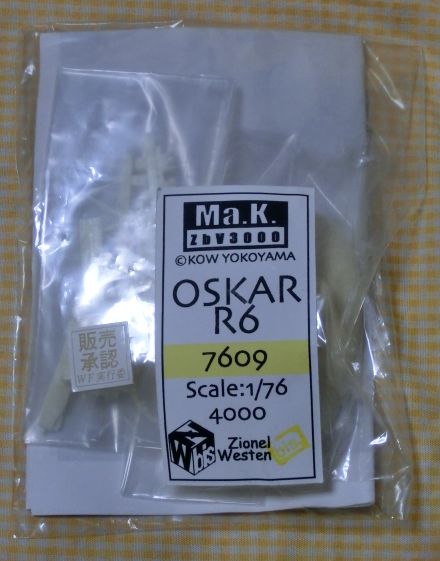 Ma.K.
ZbV3000
©KOW YOKOYAMA
OSKAR
R6
7609
Scale:1/76
4000
Zionel
Westen
bis
販売
承認
WF実行委